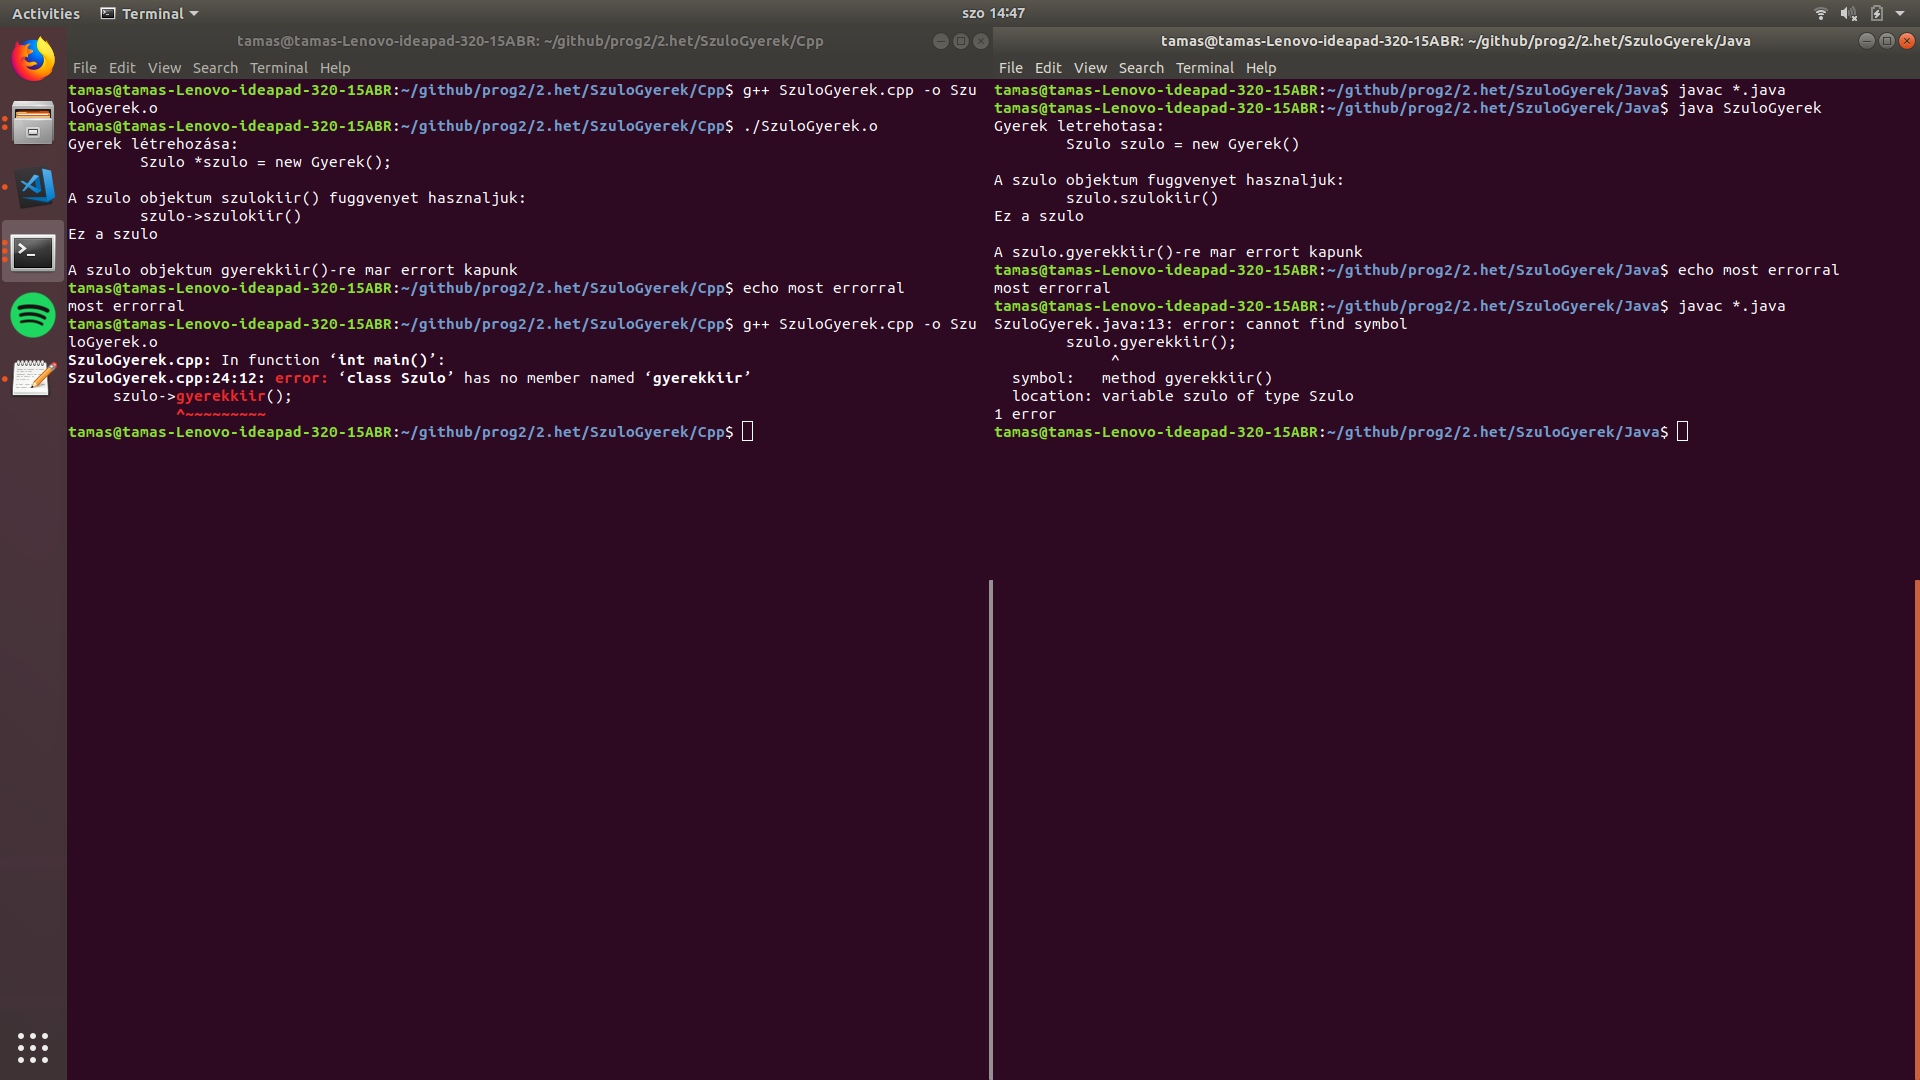 Activities
Terminal
szo 14:47
tamas@tamas-Lenovo-ideapad-320-15ABR: ~/github/prog2/2.het/SzuloGyerek/Cpp
File Edit View Search Terminal Help
tamas@tamas-Lenovo-ideapad-320-15ABR:~/github/prog2/2.het/SzuloGyerek/Cpp$ g++ SzuloGyerek.cpp -o Szu
loGyerek.o
tamas@tamas-Lenovo-ideapad-320-15ABR:~/github/prog2/2.het/SzuloGyerek/Cpp$ ./SzuloGyerek.o
Gyerek létrehozása:
Szulo *szulo = new Gyerek();
A szulo objektum szulokiir() fuggvenyet hasznaljuk:
szulo->szulokiir()
Ez a szulo
A szulo objektum gyerekkiir()-re mar errort kapunk
tamas@tamas-Lenovo-ideapad-320-15ABR:~/github/prog2/2.het/SzuloGyerek/Cpp$ echo most errorral
most errorral
tamas@tamas-Lenovo-ideapad-320-15ABR:~/github/prog2/2.het/SzuloGyerek/Cpp$ g++ SzuloGyerek.cpp -o Szu
loGyerek.o
SzuloGyerek.cpp: In function ‘int main()’:
SzuloGyerek.cpp:24:12: error: ‘class Szulo’ has no member named ‘gyerekkiir’
szulo->gyerekkiir();
^~~~~~~~~~
tamas@tamas-Lenovo-ideapad-320-15ABR:~/github/prog2/2.het/SzuloGyerek/Cpp$
tamas@tamas-Lenovo-ideapad-320-15ABR: ~/github/prog2/2.het/SzuloGyerek/Java
File Edit View Search Terminal Help
tamas@tamas-Lenovo-ideapad-320-15ABR:~/github/prog2/2.het/SzuloGyerek/Java$ javac *.java
tamas@tamas-Lenovo-ideapad-320-15ABR:~/github/prog2/2.het/SzuloGyerek/Java$ java SzuloGyerek
Gyerek letrehotasa:
Szulo szulo = new Gyerek()
A szulo objektum fuggvenyet hasznaljuk:
szulo.szulokiir()
Ez a szulo
A szulo.gyerekkiir()-re mar errort kapunk
tamas@tamas-Lenovo-ideapad-320-15ABR:~/github/prog2/2.het/SzuloGyerek/Java$ echo most errorral
most errorral
tamas@tamas-Lenovo-ideapad-320-15ABR:~/github/prog2/2.het/SzuloGyerek/Java$ javac *.java
SzuloGyerek.java:13: error: cannot find symbol
szulo.gyerekkiir();
^
symbol: method gyerekkiir()
location: variable szulo of type Szulo
1 error
tamas@tamas-Lenovo-ideapad-320-15ABR:~/github/prog2/2.het/SzuloGyerek/Java$